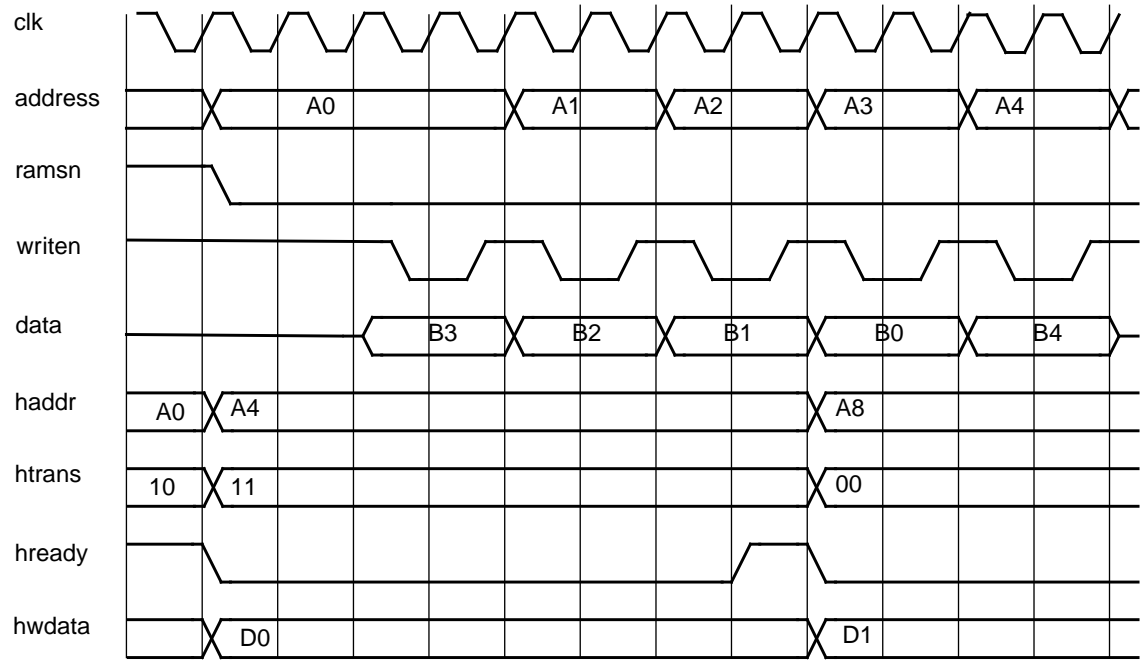 clk
address A0 A1 A2 A3 A4
ramsn
writen
data B3 B2 B1 B0 B4
haddr A0 A4 A8
htrans 10 11 00
hready
hwdata D0 D1